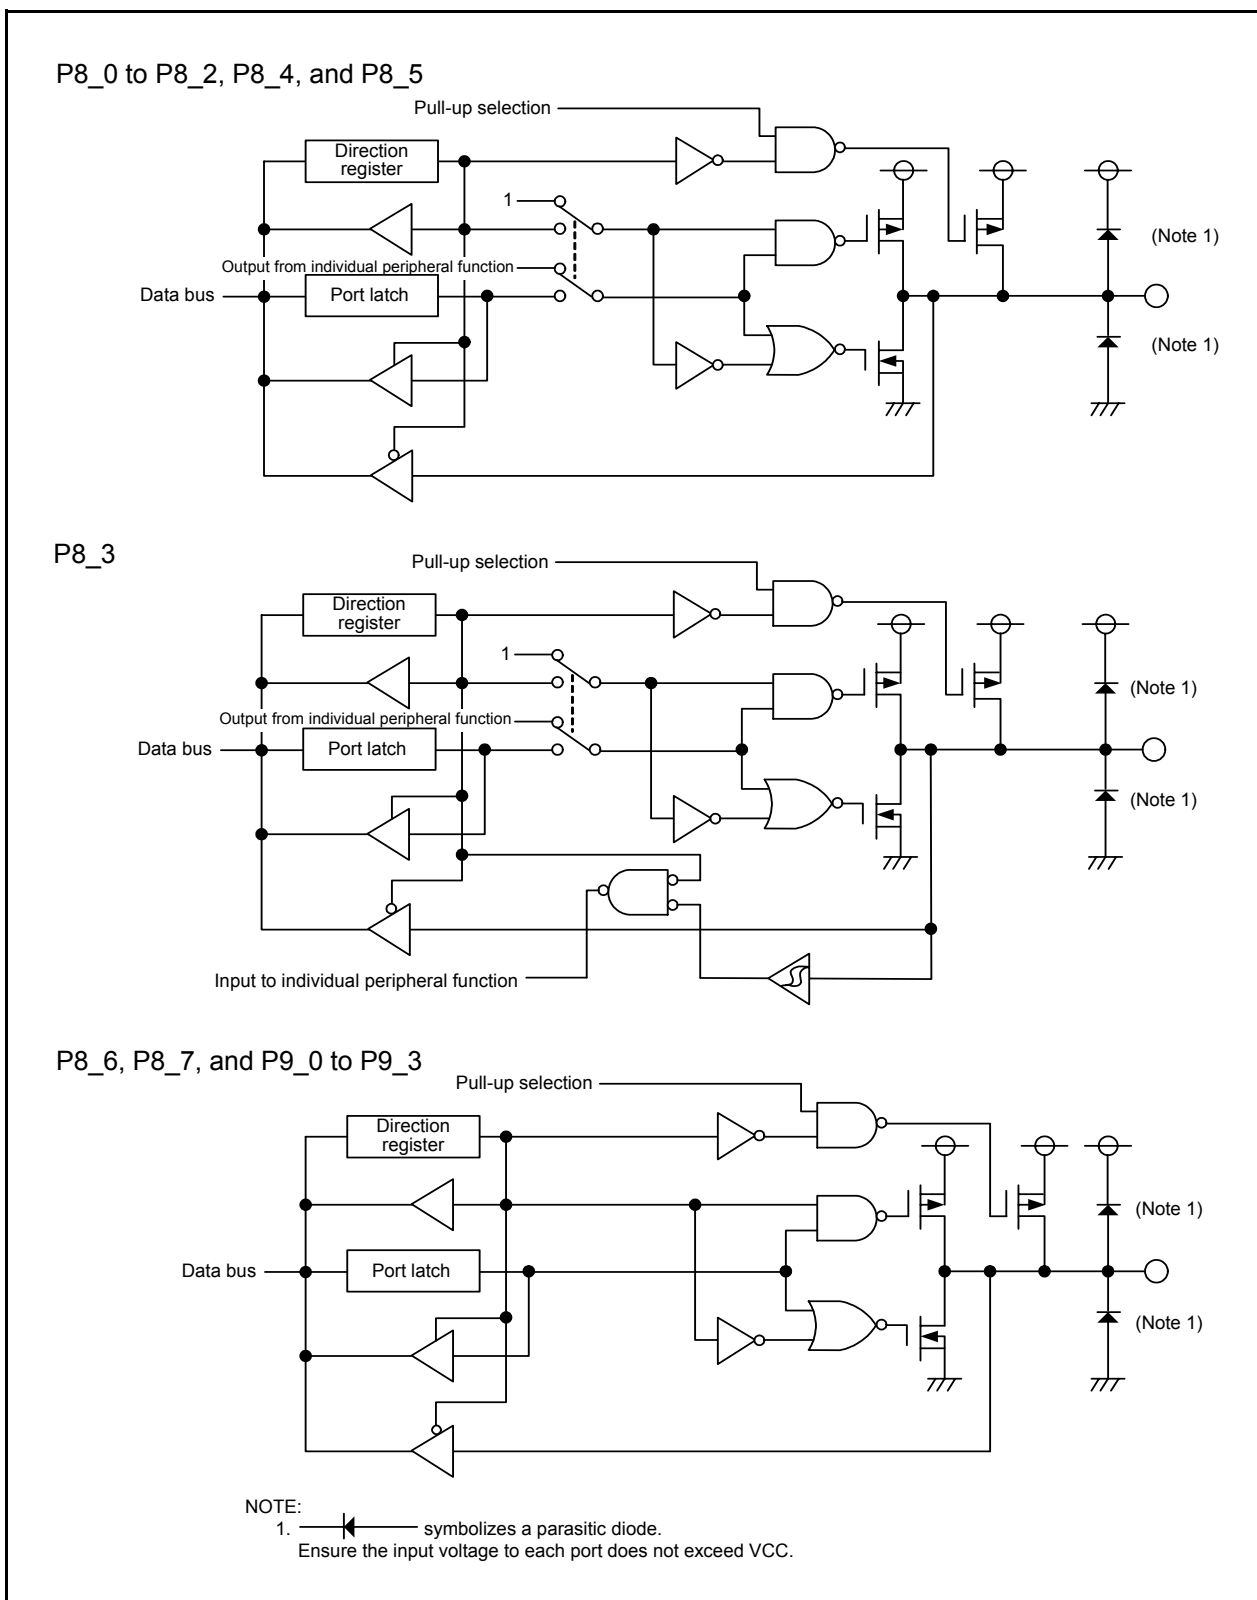 P8_0 to P8_2, P8_4, and P8_5
Pull-up selection
Direction
register
1
(Note 1)
Output from individual peripheral function
Data bus
Port latch
(Note 1)
P8_3
Pull-up selection
Direction
register
1
(Note 1)
Output from individual peripheral function
Data bus
Port latch
(Note 1)
Input to individual peripheral function
P8_6, P8_7, and P9_0 to P9_3
Pull-up selection
Direction
register
(Note 1)
Data bus
Port latch
(Note 1)
NOTE:
1. symbolizes a parasitic diode.
Ensure the input voltage to each port does not exceed VCC.